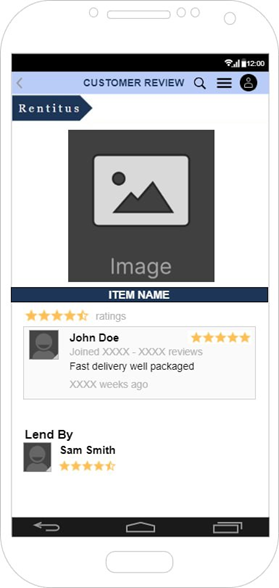 12:00
CUSTOMER REVIEW
Rentitus
Image
ITEM NAME
ratings
John Doe
Joined XXXX - XXXX reviews
Fast delivery well packaged
XXXX weeks ago
Lend By
Sam Smith